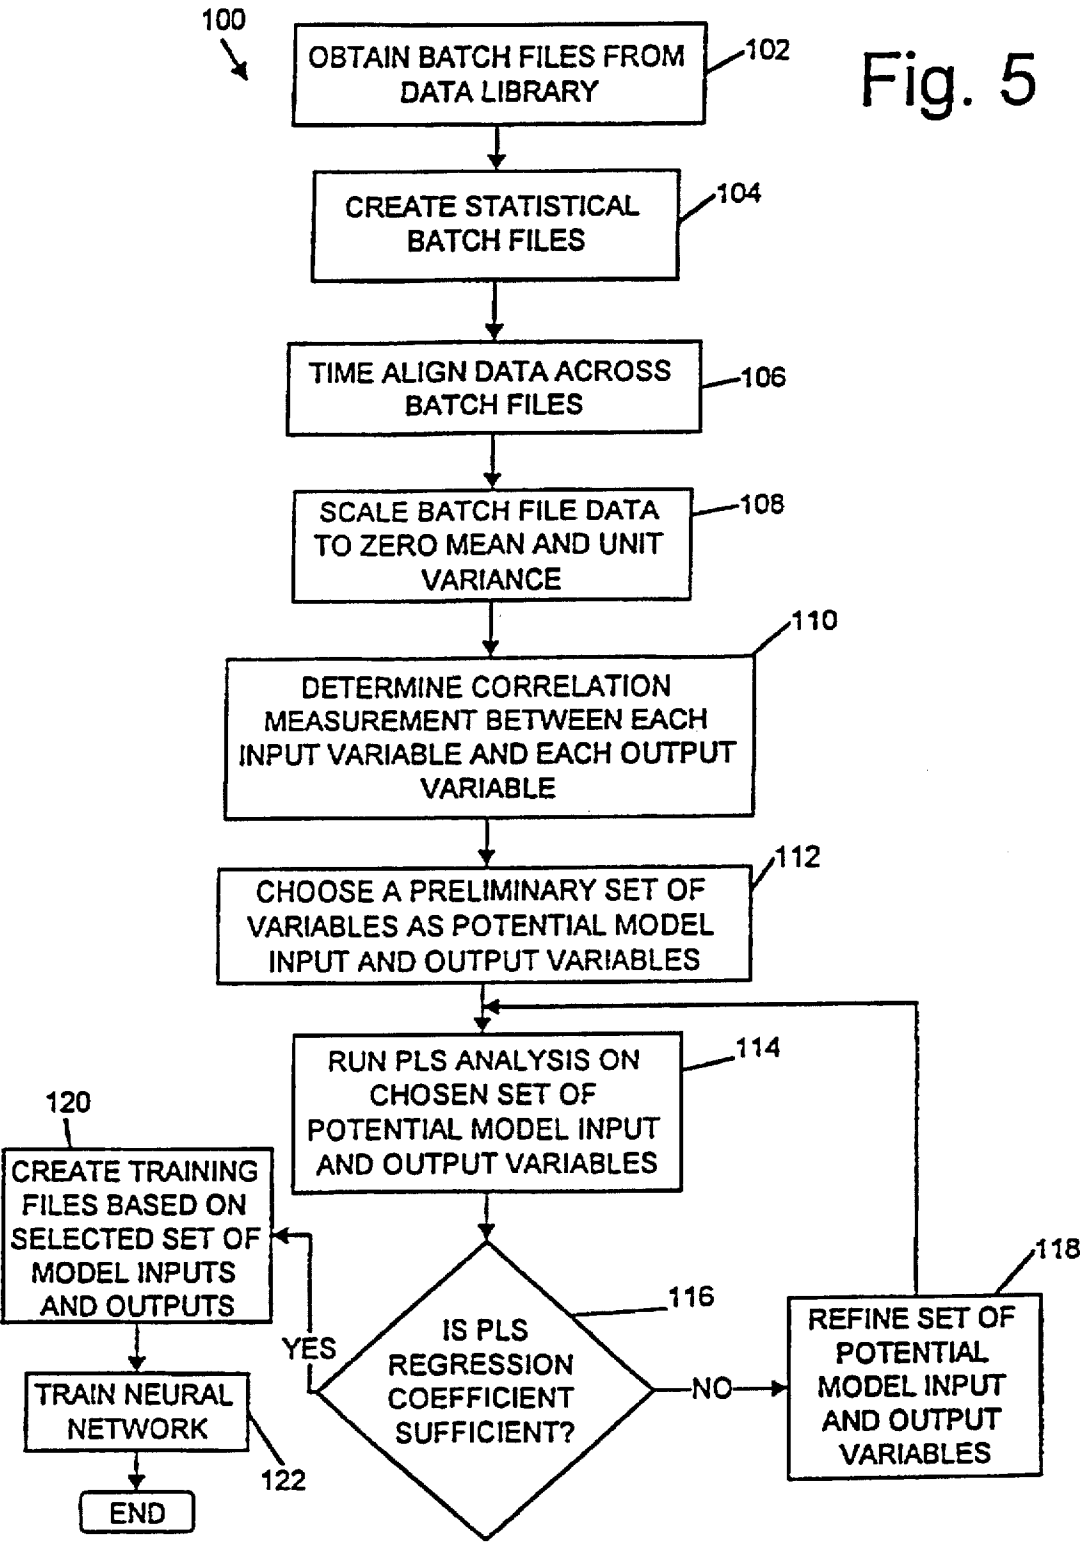 100
OBTAIN BATCH FILES FROM
DATA LIBRARY
102
Fig. 5
CREATE STATISTICAL
BATCH FILES
104
TIME ALIGN DATA ACROSS
BATCH FILES
106
SCALE BATCH FILE DATA
TO ZERO MEAN AND UNIT
VARIANCE
108
DETERMINE CORRELATION
MEASUREMENT BETWEEN EACH
INPUT VARIABLE AND EACH OUTPUT
VARIABLE
110
CHOOSE A PRELIMINARY SET OF
VARIABLES AS POTENTIAL MODEL
INPUT AND OUTPUT VARIABLES
112
RUN PLS ANALYSIS ON
CHOSEN SET OF
POTENTIAL MODEL INPUT
AND OUTPUT VARIABLES
114
IS PLS
REGRESSION
COEFFICIENT
SUFFICIENT?
116
NO
REFINE SET OF
POTENTIAL
MODEL INPUT
AND OUTPUT
VARIABLES
118
YES
120
CREATE TRAINING
FILES BASED ON
SELECTED SET OF
MODEL INPUTS
AND OUTPUTS
TRAIN NEURAL
NETWORK
122
END